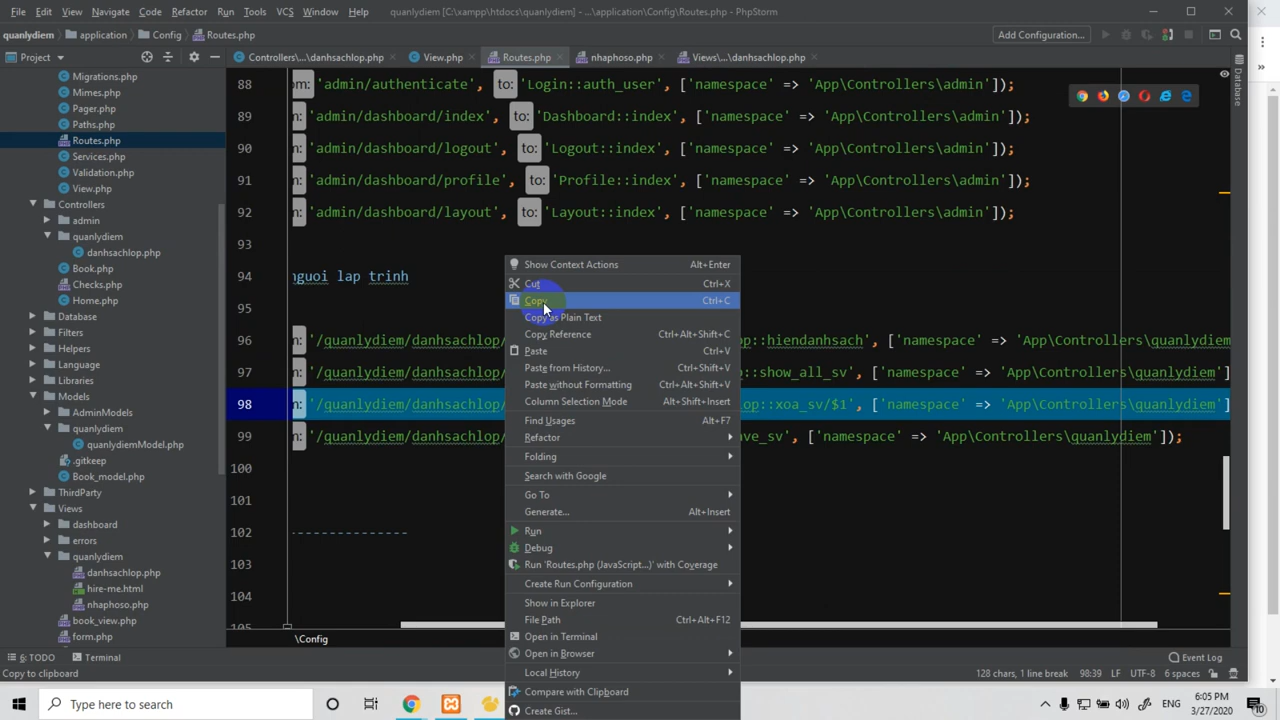 File Edit View Navigate Code Refactor Run Tools VCS Window Help quanlydiem [C:\xampp\htdocs\quanlydiem] - ...\application\Config\Routes.php - PhpStorm
quanlydiem application Config Routes.php Add Configuration...
Project Controllers\...\danhsachlop.php View.php Routes.php nhaphoso.php Views\...\danhsachlop.php
Migrations.php
Mimes.php
Pager.php
Paths.php
Routes.php
Services.php
Validation.php
View.php
Controllers
admin
quanlydiem
danhsachlop.php
Book.php
Checks.php
Home.php
Database
Filters
Helpers
Language
Libraries
Models
AdminModels
quanlydiem
quanlydiemModel.php
.gitkeep
Book_model.php
ThirdParty
Views
dashboard
errors
quanlydiem
danhsachlop.php
hire-me.html
nhaphoso.php
book_view.php
form.php
88 om: 'admin/authenticate', to: 'Login::auth_user', ['namespace' => 'App\Controllers\admin']);
89 m: 'admin/dashboard/index', to: 'Dashboard::index', ['namespace' => 'App\Controllers\admin']);
90 m: 'admin/dashboard/logout', to: 'Logout::index', ['namespace' => 'App\Controllers\admin']);
91 m: 'admin/dashboard/profile', to: 'Profile::index', ['namespace' => 'App\Controllers\admin']);
92 m: 'admin/dashboard/layout', to: 'Layout::index', ['namespace' => 'App\Controllers\admin']);
93
94 nguoi lap trinh
95
96 m: '/quanlydiem/danhsachlop/ op::hiendanhsach', ['namespace' => 'App\Controllers\quanlydiem
97 m: '/quanlydiem/danhsachlop/ ::show_all_sv', ['namespace' => 'App\Controllers\quanlydiem']
98 m: '/quanlydiem/danhsachlop/ op::xoa_sv/$1', ['namespace' => 'App\Controllers\quanlydiem']
99 m: '/quanlydiem/danhsachlop/ ve_sv', ['namespace' => 'App\Controllers\quanlydiem']);
100
101
102 --------------
103
104
105
Show Context Actions Alt+Enter
Cut Ctrl+X
Copy Ctrl+C
Copy as Plain Text
Copy Reference Ctrl+Alt+Shift+C
Paste Ctrl+V
Paste from History... Ctrl+Shift+V
Paste without Formatting Ctrl+Alt+Shift+V
Column Selection Mode Alt+Shift+Insert
Find Usages Alt+F7
Refactor
Folding
Search with Google
Go To
Generate... Alt+Insert
Run
Debug
Run 'Routes.php (JavaScript...)' with Coverage
Create Run Configuration
Show in Explorer
File Path Ctrl+Alt+F12
Open in Terminal
Open in Browser
Local History
Compare with Clipboard
Create Gist...
Database
\Config
6: TODO Terminal Event Log
Copy to clipboard 128 chars, 1 line break 98:39 LF UTF-8 6 spaces
Type here to search ENG 6:05 PM
3/27/2020 10